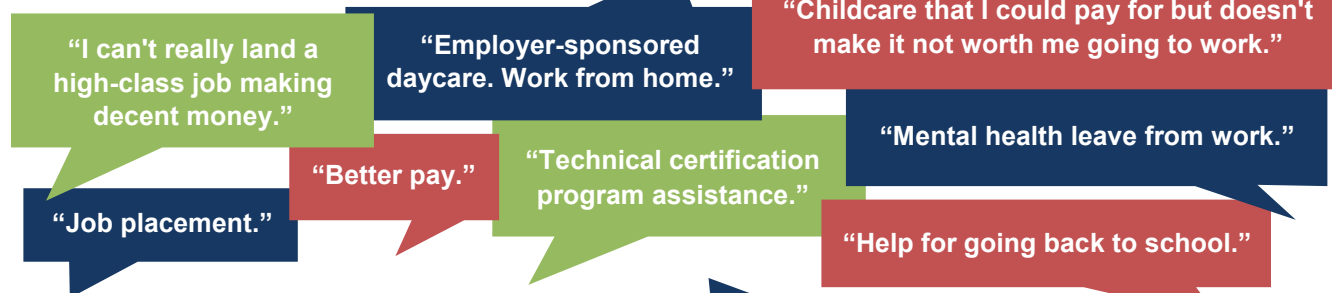 “I can't really land a
high-class job making
decent money.”
“Employer-sponsored
daycare. Work from home.”
“Childcare that I could pay for but doesn't
make it not worth me going to work.”
“Mental health leave from work.”
“Better pay.”
“Technical certification
program assistance.”
“Job placement.”
“Help for going back to school.”